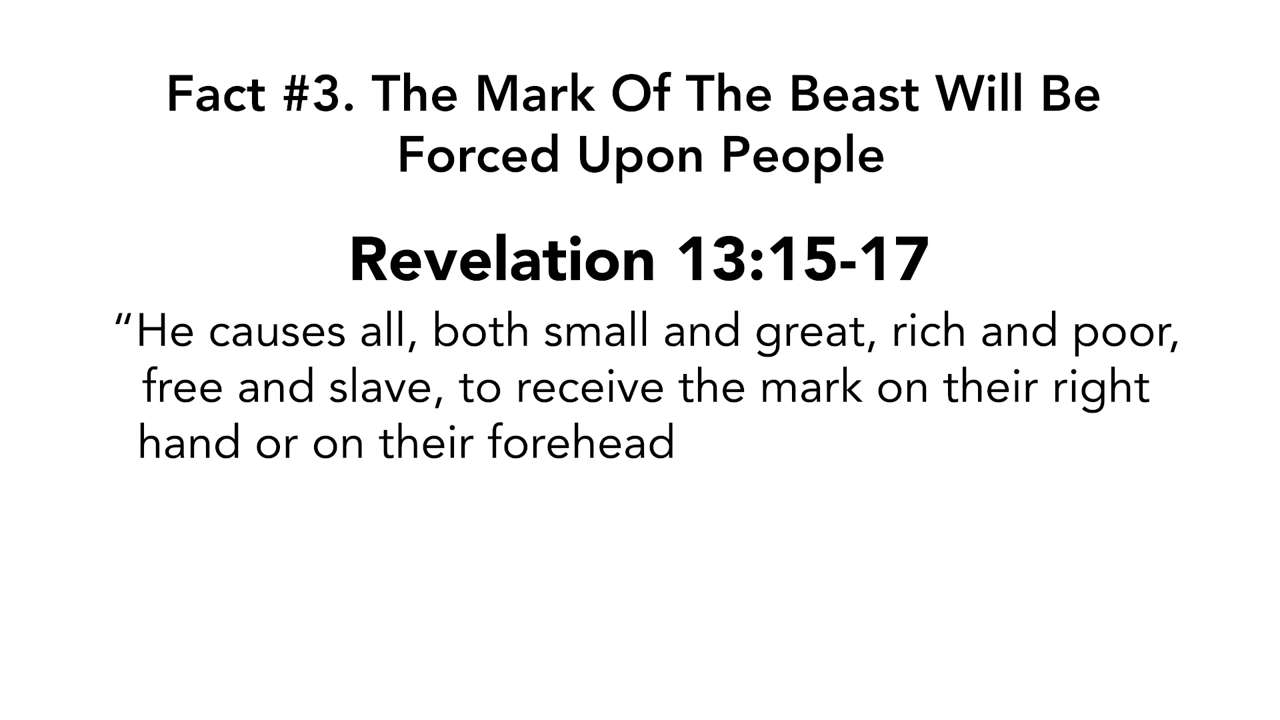 Fact #3. The Mark Of The Beast Will Be
Forced Upon People
Revelation 13:15-17
“He causes all, both small and great, rich and poor,
free and slave, to receive the mark on their right
hand or on their forehead